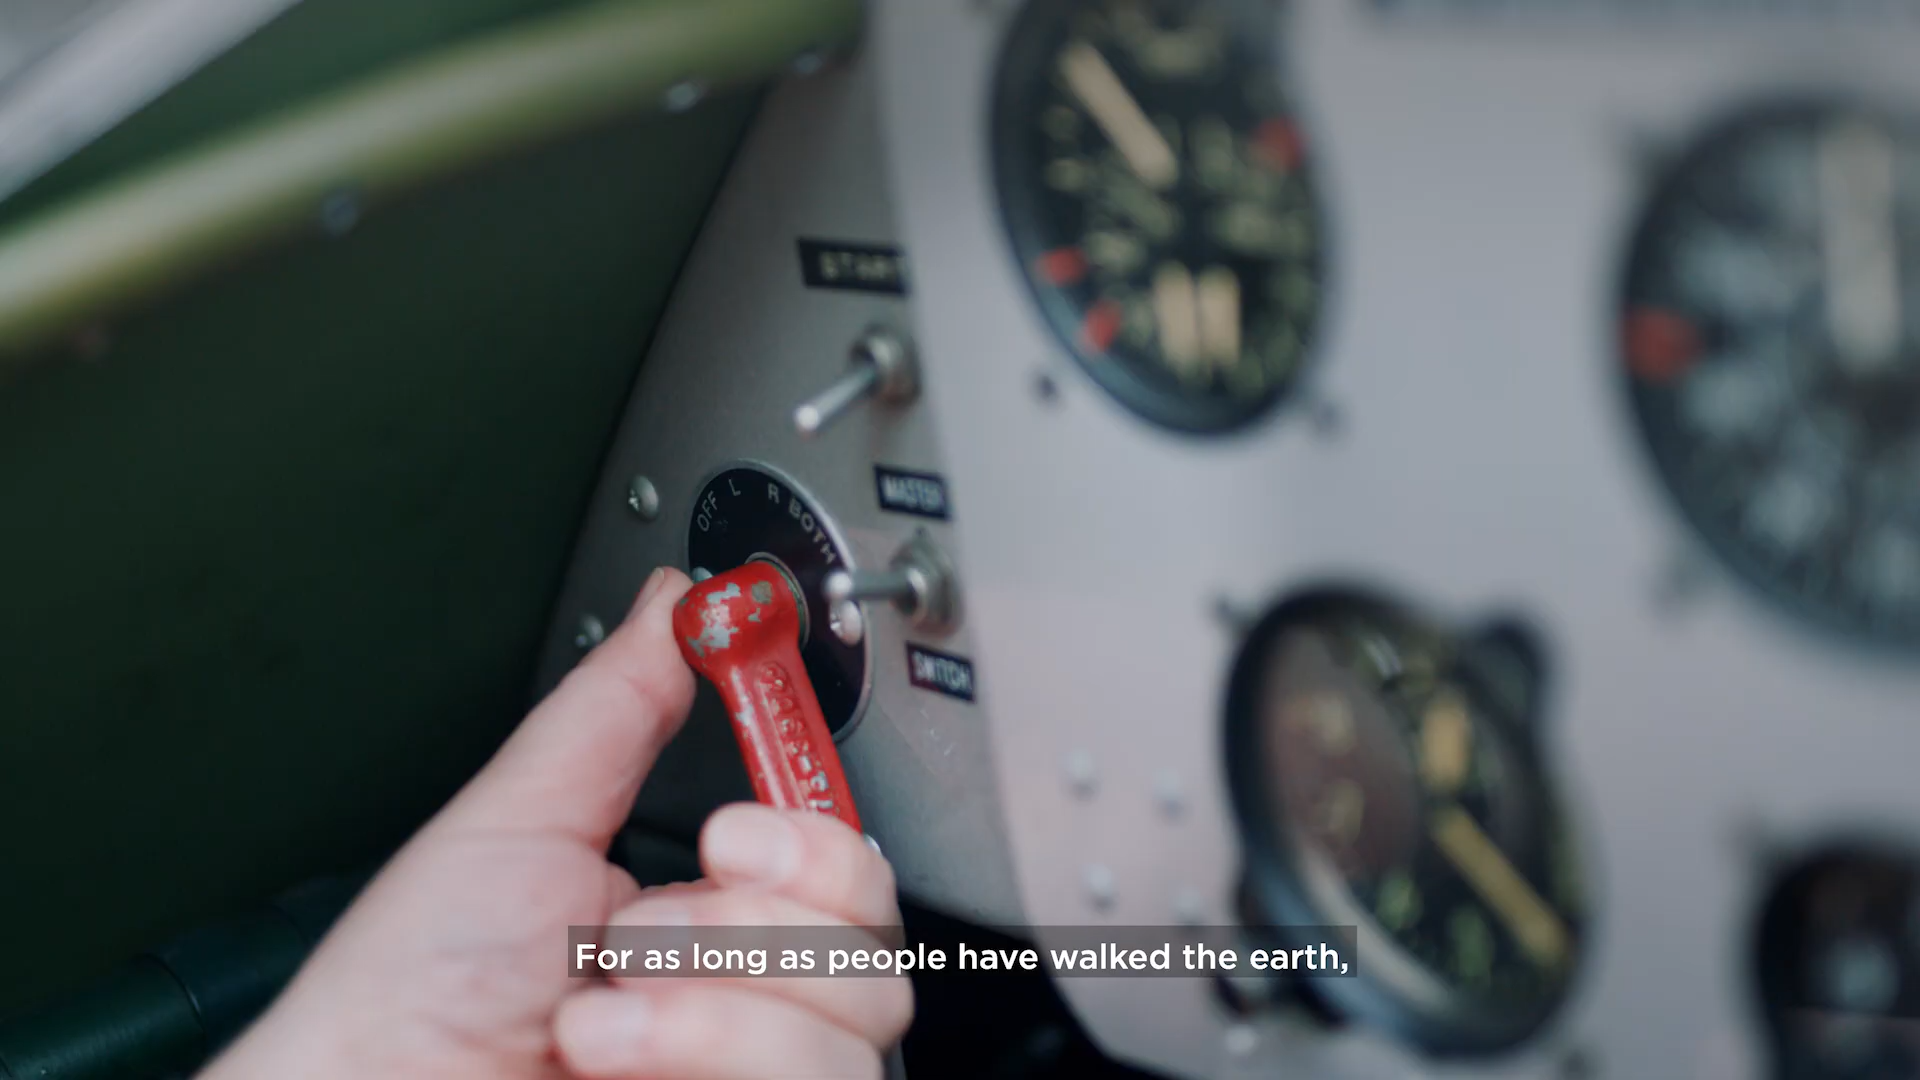 START
MASTER
OFF L R BOTH
SWITCH
For as long as people have walked the earth,